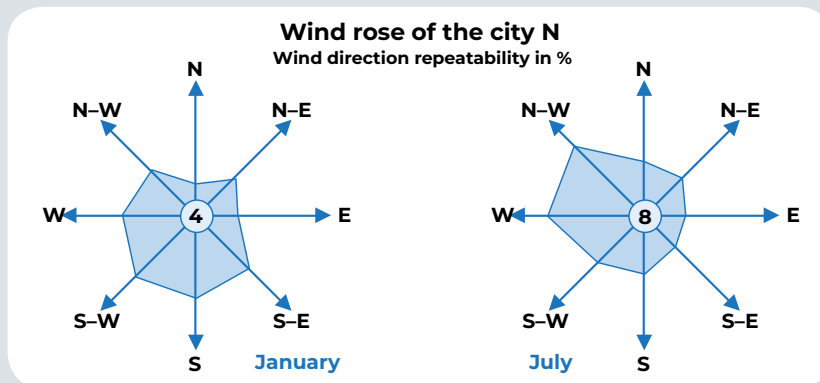 Wind rose of the city N
Wind direction repeatability in %
N
N–W
N–E
W
4
E
S–W
S–E
S
January
N
N–W
N–E
W
8
E
S–W
S–E
S
July